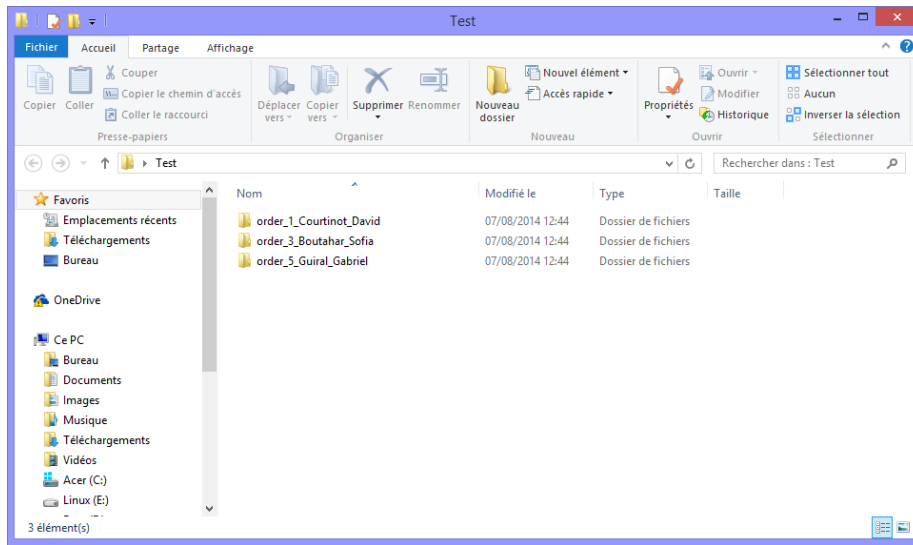 Test
Fichier Accueil Partage Affichage
Copier
Coller
Couper
Copier le chemin d'accès
Coller le raccourci
Presse-papiers
Déplacer vers
Copier vers
Supprimer
Renommer
Organiser
Nouveau dossier
Nouvel élément
Accès rapide
Nouveau
Propriétés
Ouvrir
Modifier
Historique
Ouvrir
Sélectionner tout
Aucun
Inverser la sélection
Sélectionner
Test
Rechercher dans : Test
Favoris
Emplacements récents
Téléchargements
Bureau
OneDrive
Ce PC
Bureau
Documents
Images
Musique
Téléchargements
Vidéos
Acer (C:)
Linux (E:)
Nom Modifié le Type Taille
order_1_Courtinot_David 07/08/2014 12:44 Dossier de fichiers
order_3_Boutahar_Sofia 07/08/2014 12:44 Dossier de fichiers
order_5_Guiral_Gabriel 07/08/2014 12:44 Dossier de fichiers
3 élément(s)